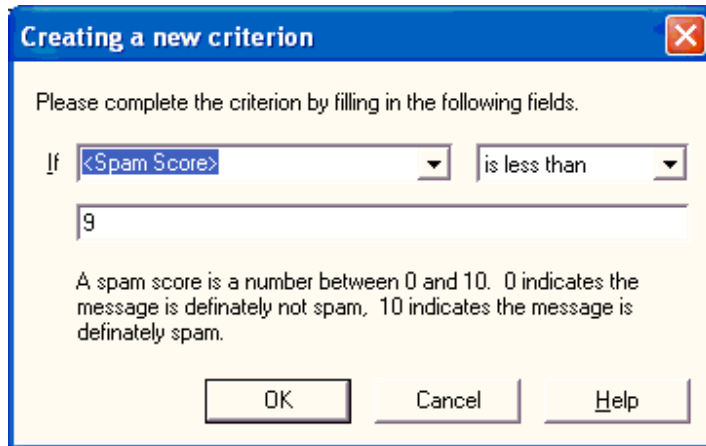 Creating a new criterion
Please complete the criterion by filling in the following fields.
If <Spam Score> is less than
9
A spam score is a number between 0 and 10. 0 indicates the
message is definately not spam, 10 indicates the message is
definately spam.
OK Cancel Help